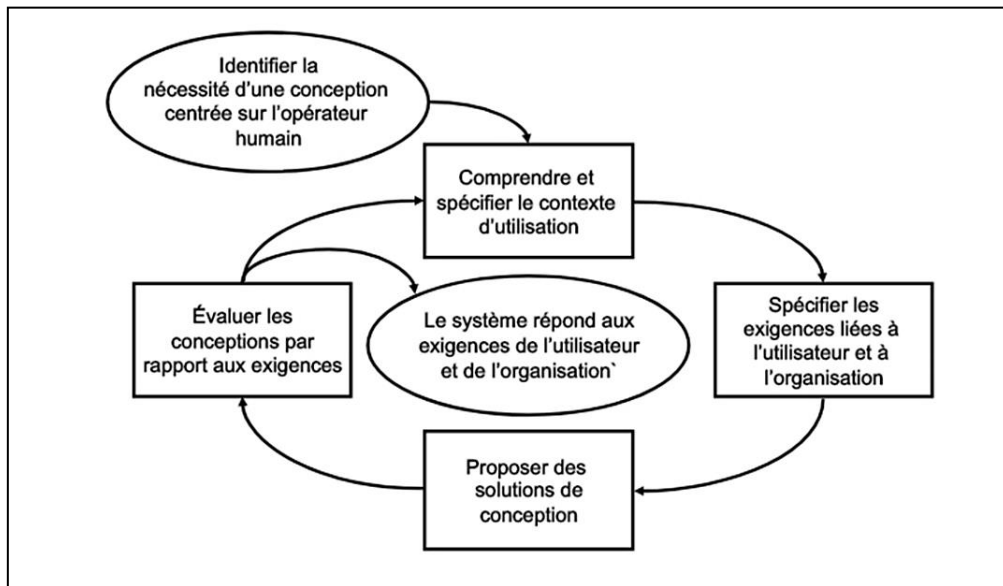 Identifier la
nécessité d'une conception
centrée sur l'opérateur
humain
Comprendre et
spécifier le contexte
d'utilisation
Spécifier les
exigences liées à
l'utilisateur et à
l'organisation
Proposer des
solutions de
conception
Évaluer les
conceptions par
rapport aux exigences
Le système répond aux
exigences de l'utilisateur
et de l'organisation`